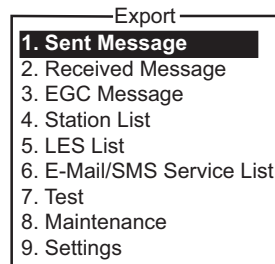 Export
1. Sent Message
2. Received Message
3. EGC Message
4. Station List
5. LES List
6. E-Mail/SMS Service List
7. Test
8. Maintenance
9. Settings